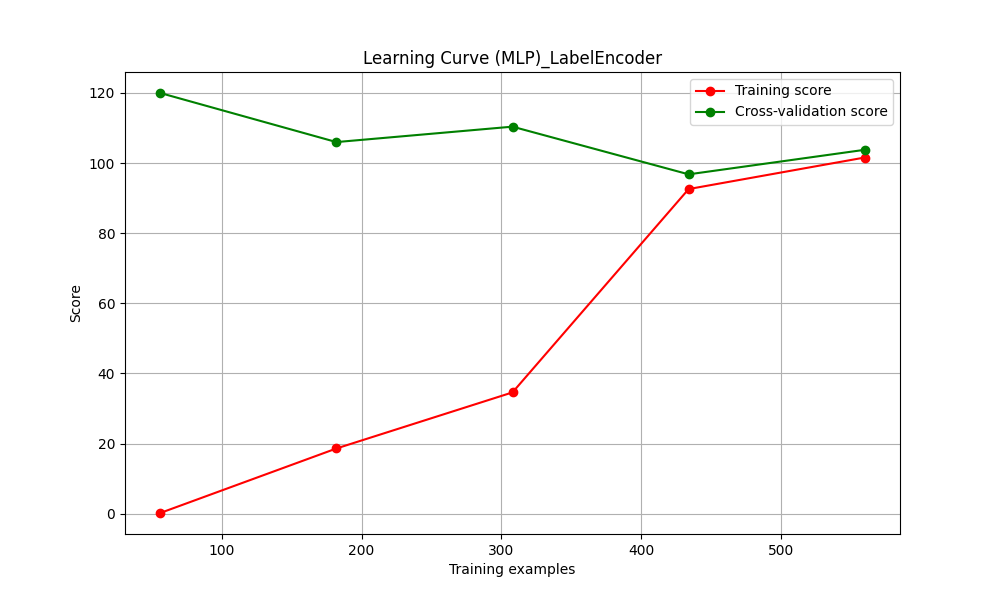 Learning Curve (MLP)_LabelEncoder
Training score
Cross-validation score
120
100
80
60
40
20
0
Score
100
200
300
400
500
Training examples